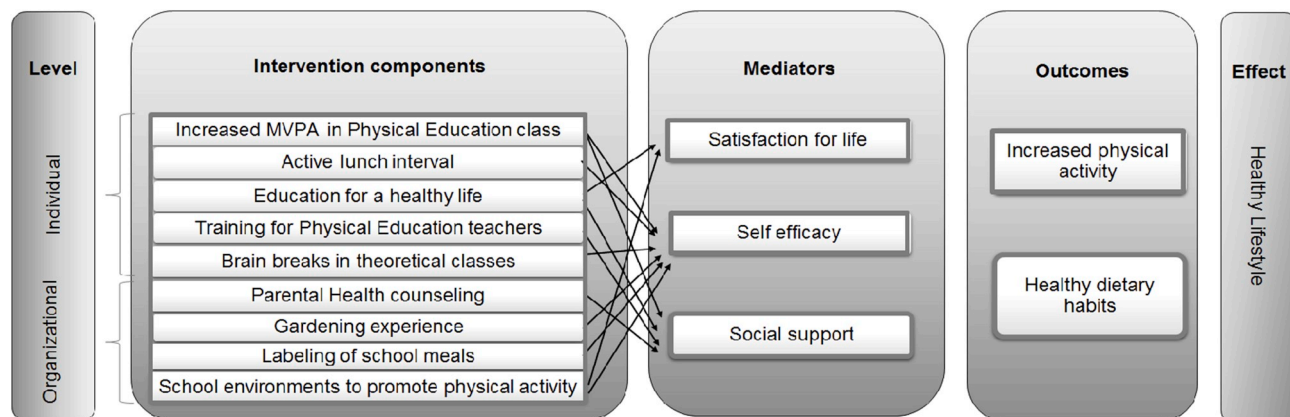 Level
Individual
Organizational
Intervention components
Increased MVPA in Physical Education class
Active lunch interval
Education for a healthy life
Training for Physical Education teachers
Brain breaks in theoretical classes
Parental Health counseling
Gardening experience
Labeling of school meals
School environments to promote physical activity
Mediators
Satisfaction for life
Self efficacy
Social support
Outcomes
Increased physical
activity
Healthy dietary
habits
Effect
Healthy Lifestyle